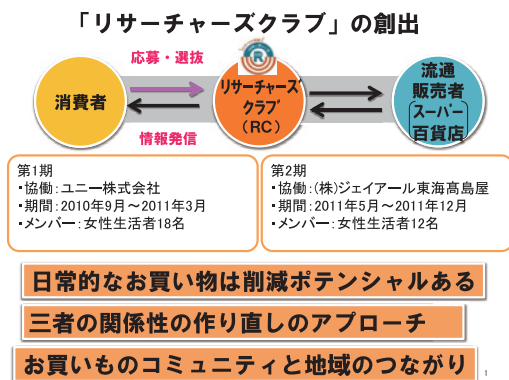 「リサーチャーズクラブ」の創出
応募・選抜
R
消費者
リサーチャーズ
クラブ
(RC)
流通
販売者
スーパー
百貨店
情報発信
第1期
・協働:ユニー株式会社
・期間:2010年9月～2011年3月
・メンバー:女性生活者18名
第2期
・協働:(株)ジェイアール東海髙島屋
・期間:2011年5月～2011年12月
・メンバー:女性生活者12名
日常的なお買い物は削減ポテンシャルある
三者の関係性の作り直しのアプローチ
お買いものコミュニティと地域のつながり
1